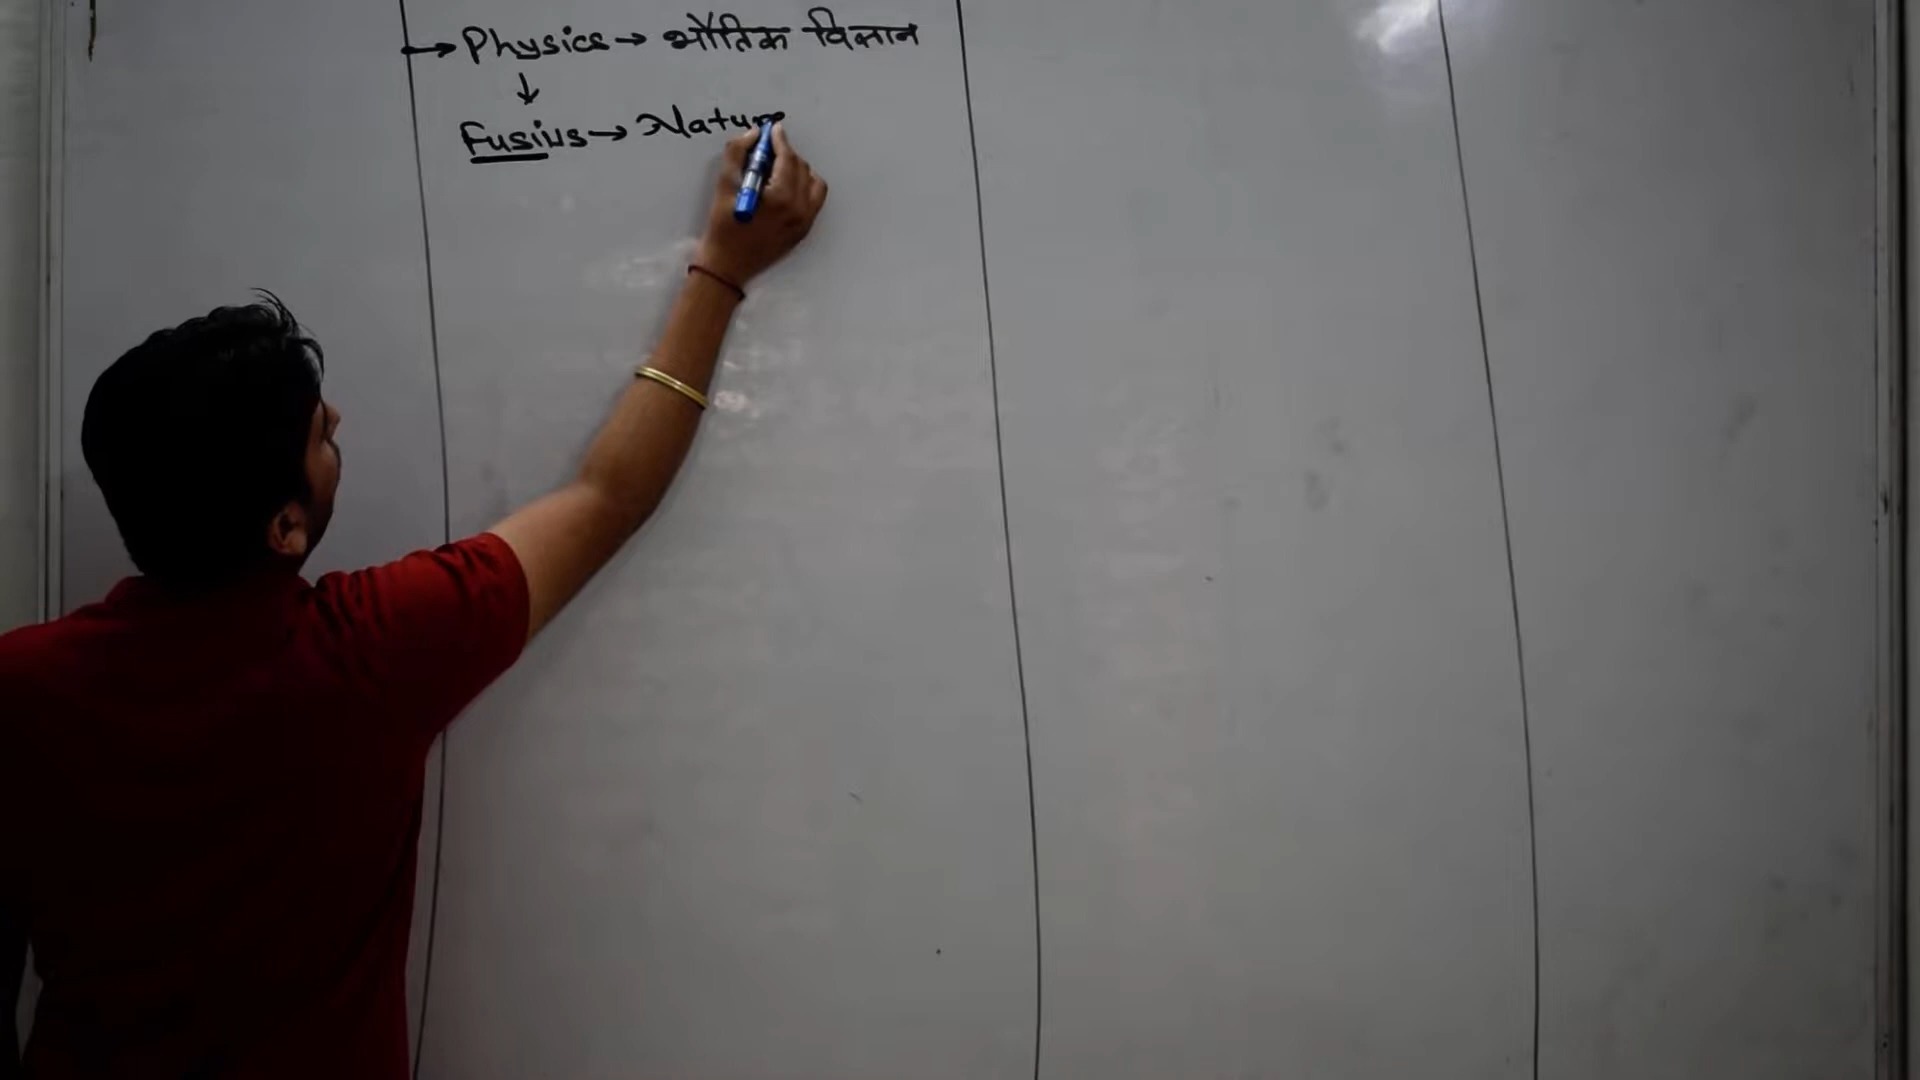 → Physics → भौतिक विज्ञान
↓
Fusius → Nature